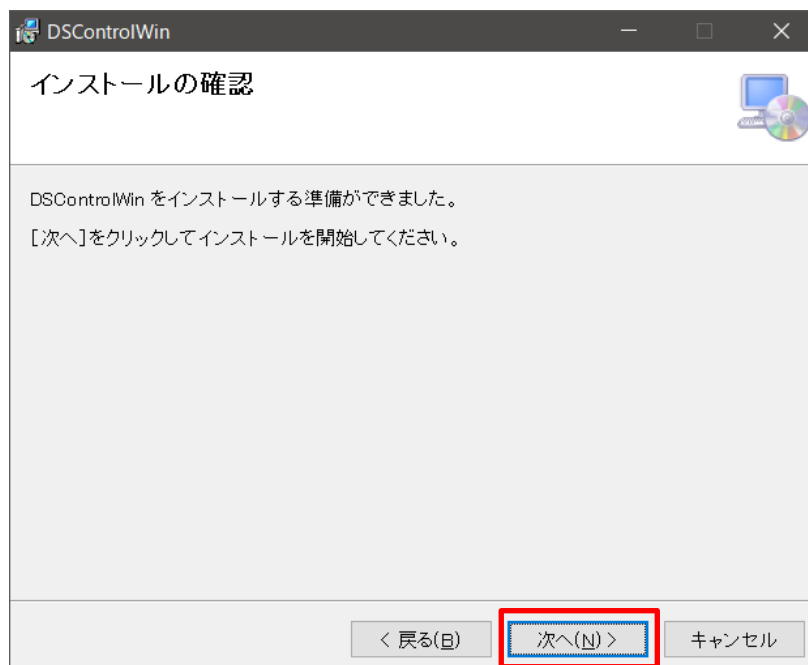 DSControlWin
インストールの確認
DSControlWin をインストールする準備ができました。
[次へ]をクリックしてインストールを開始してください。
< 戻る(B)
次へ(N) >
キャンセル